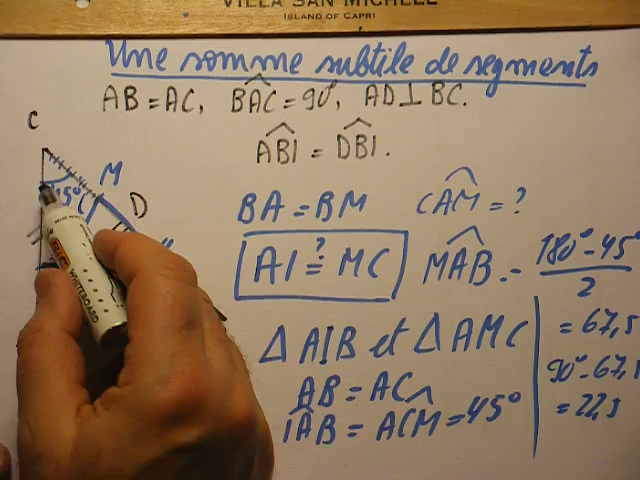 VILLA SAN MICHELE
ISLAND OF CAPRI
Une somme subtile de segments
AB = AC, BAC = 90°, AD ⊥ BC.
ABI = DBI.
C
M
D
BA = BM
CAM = ?
AI ?= MC
MAB = 180° - 45° / 2
= 67,5
90° - 67,5
= 22,5
Δ AIB et Δ AMC
AB = AC
IAB = ACM = 45°
WHITEBOARD